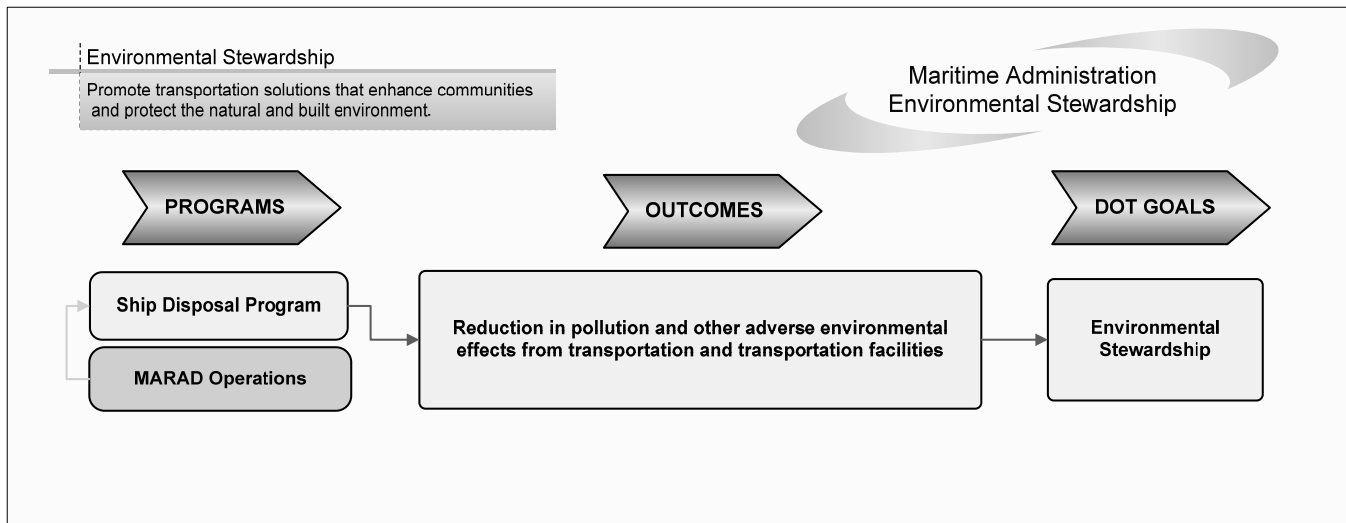 Environmental Stewardship
Promote transportation solutions that enhance communities
and protect the natural and built environment.
Maritime Administration
Environmental Stewardship
PROGRAMS
OUTCOMES
DOT GOALS
Ship Disposal Program
MARAD Operations
Reduction in pollution and other adverse environmental
effects from transportation and transportation facilities
Environmental
Stewardship